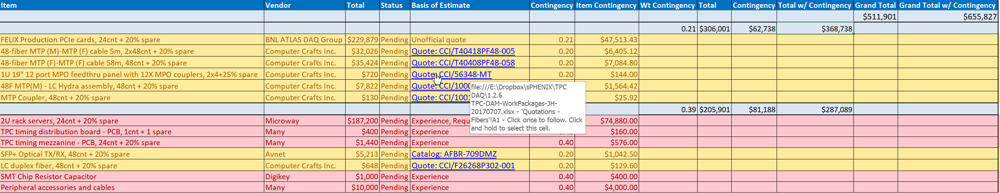 Item Vendor Total Status Basis of Estimate Contingency Item Contingency Wt Contingency Total Contingency Total w/ Contingency Grand Total Grand Total w/ Contingency
$511,901 $655,827
0.21 $306,001 $62,738 $368,738
FELIX Production PCIe cards, 24cnt + 20% spare BNL ATLAS DAQ Group $229,879 Pending Unofficial quote 0.21 $47,513.43
48-fiber MTP (M)-MTP (F) cable 5m, 2x48cnt + 20% spare Computer Crafts Inc. $32,026 Pending Quote: CCI/T40418PF48-005 0.20 $6,405.12
48-fiber MTP (F)-MTP (F) cable 58m, 48cnt + 20% spare Computer Crafts Inc. $35,424 Pending Quote: CCI/T40408PF48-058 0.20 $7,084.80
1U 19" 12 port MPO feedthru panel with 12X MPO couplers, 2x4+25% spare Computer Crafts Inc. $720 Pending Quote: CCI/56348-MT 0.20 $144.00
48F MTP(M) - LC Hydra assembly, 48cnt + 20% spare Computer Crafts Inc. $7,822 Pending Quote: CCI/100 $1,564.42
MTP Coupler, 48cnt + 20% spare Computer Crafts Inc. $130 Pending Quote: CCI/1001 $25.92
file:///E:\Dropbox\sPHENIX\TPC
DAQ\1.2.6
TPC-DAM-WorkPackages-JH-
20170707.xlsx - 'Quotations -
Fibers'!A1 - Click once to follow. Click
and hold to select this cell.
0.39 $205,901 $81,188 $287,089
2U rack servers, 24cnt + 20% spare Microway $187,200 Pending Experience, $74,880.00
TPC timing distribution board - PCB, 1cnt + 1 spare Many $400 Pending Experience $160.00
TPC timing mezzanine - PCB, 24cnt + 20% spare Many $1,440 Pending Experience 0.40 $576.00
SFP+ Optical TX/RX, 48cnt + 20% spare Avnet $5,213 Pending Catalog: AFBR-709DMZ 0.20 $1,042.50
LC duplex fiber, 48cnt + 20% spare Computer Crafts Inc. $648 Pending Quote: CCI/F26268P302-001 0.20 $129.60
SMT Chip Resistor Capacitor Digikey $1,000 Pending Experience 0.40 $400.00
Peripheral accessories and cables Many $10,000 Pending Experience 0.40 $4,000.00